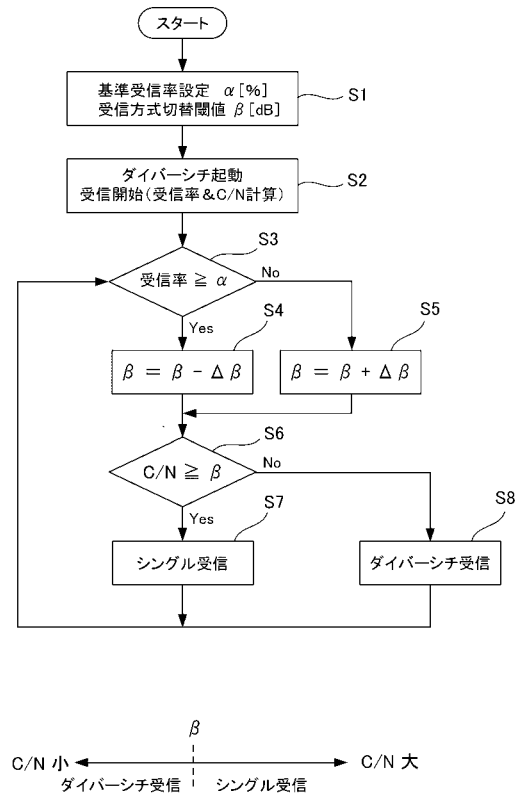 スタート
基準受信率設定 α[%]
受信方式切替閾値 β[dB]
S1
ダイバーシチ起動
受信開始(受信率&C/N計算)
S2
S3
受信率 ≧ α
No
Yes
S4
S5
β = β - Δβ
β = β + Δβ
S6
C/N ≧ β
No
Yes
S7
S8
シングル受信
ダイバーシチ受信
β
C/N 小
C/N 大
ダイバーシチ受信
シングル受信